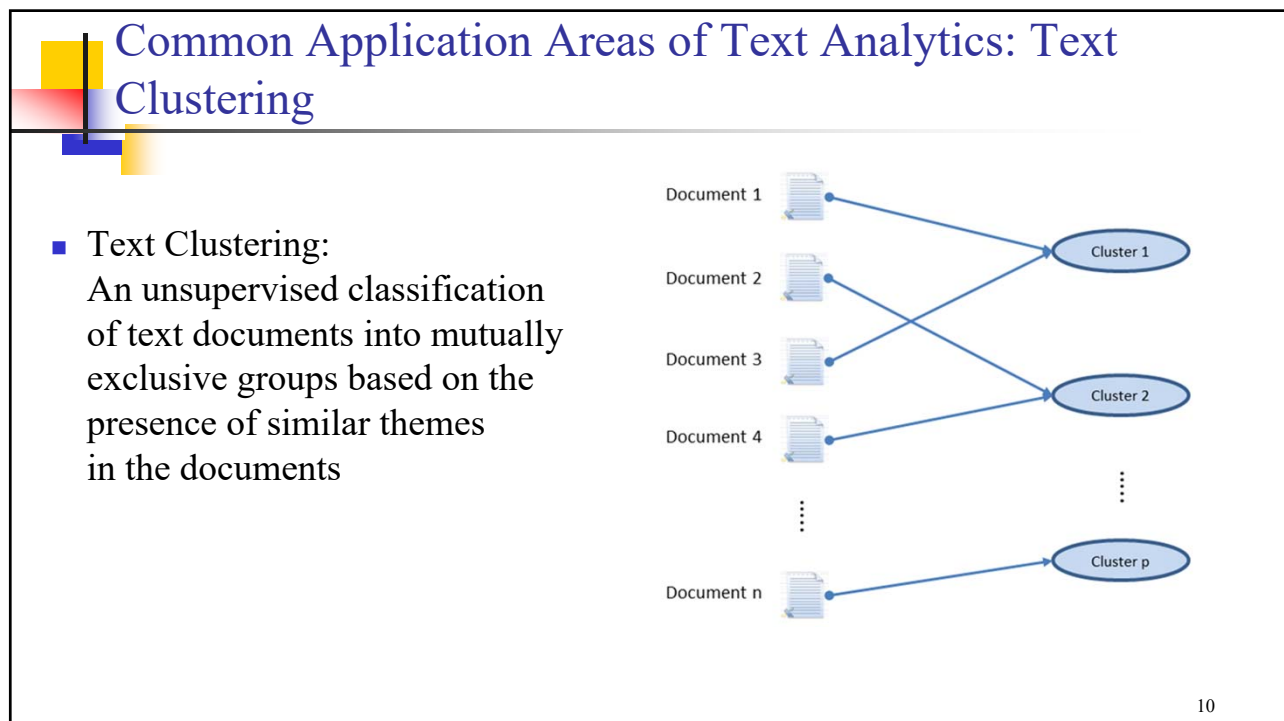 Common Application Areas of Text Analytics: Text
Clustering
Text Clustering:
An unsupervised classification
of text documents into mutually
exclusive groups based on the
presence of similar themes
in the documents
Document 1
Document 2
Document 3
Document 4
Document n
Cluster 1
Cluster 2
Cluster p
10